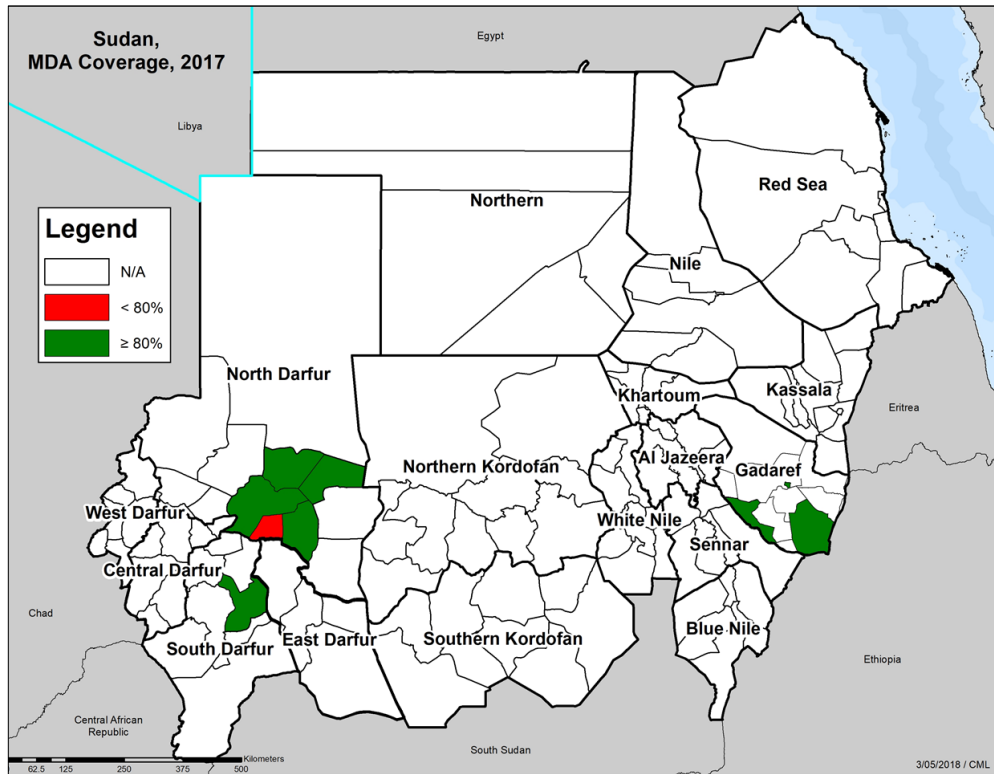 Sudan,
MDA Coverage, 2017
Egypt
Libya
Red Sea
Northern
Legend
N/A
< 80%
≥ 80%
Nile
North Darfur
Khartoum
Kassala
Eritrea
Northern Kordofan
Al Jazeera
Gadaref
West Darfur
White Nile
Sennar
Central Darfur
Chad
South Darfur
East Darfur
Southern Kordofan
Blue Nile
Ethiopia
Central African
Republic
South Sudan
Kilometers
62.5 125 250 375 500
3/05/2018 / CML